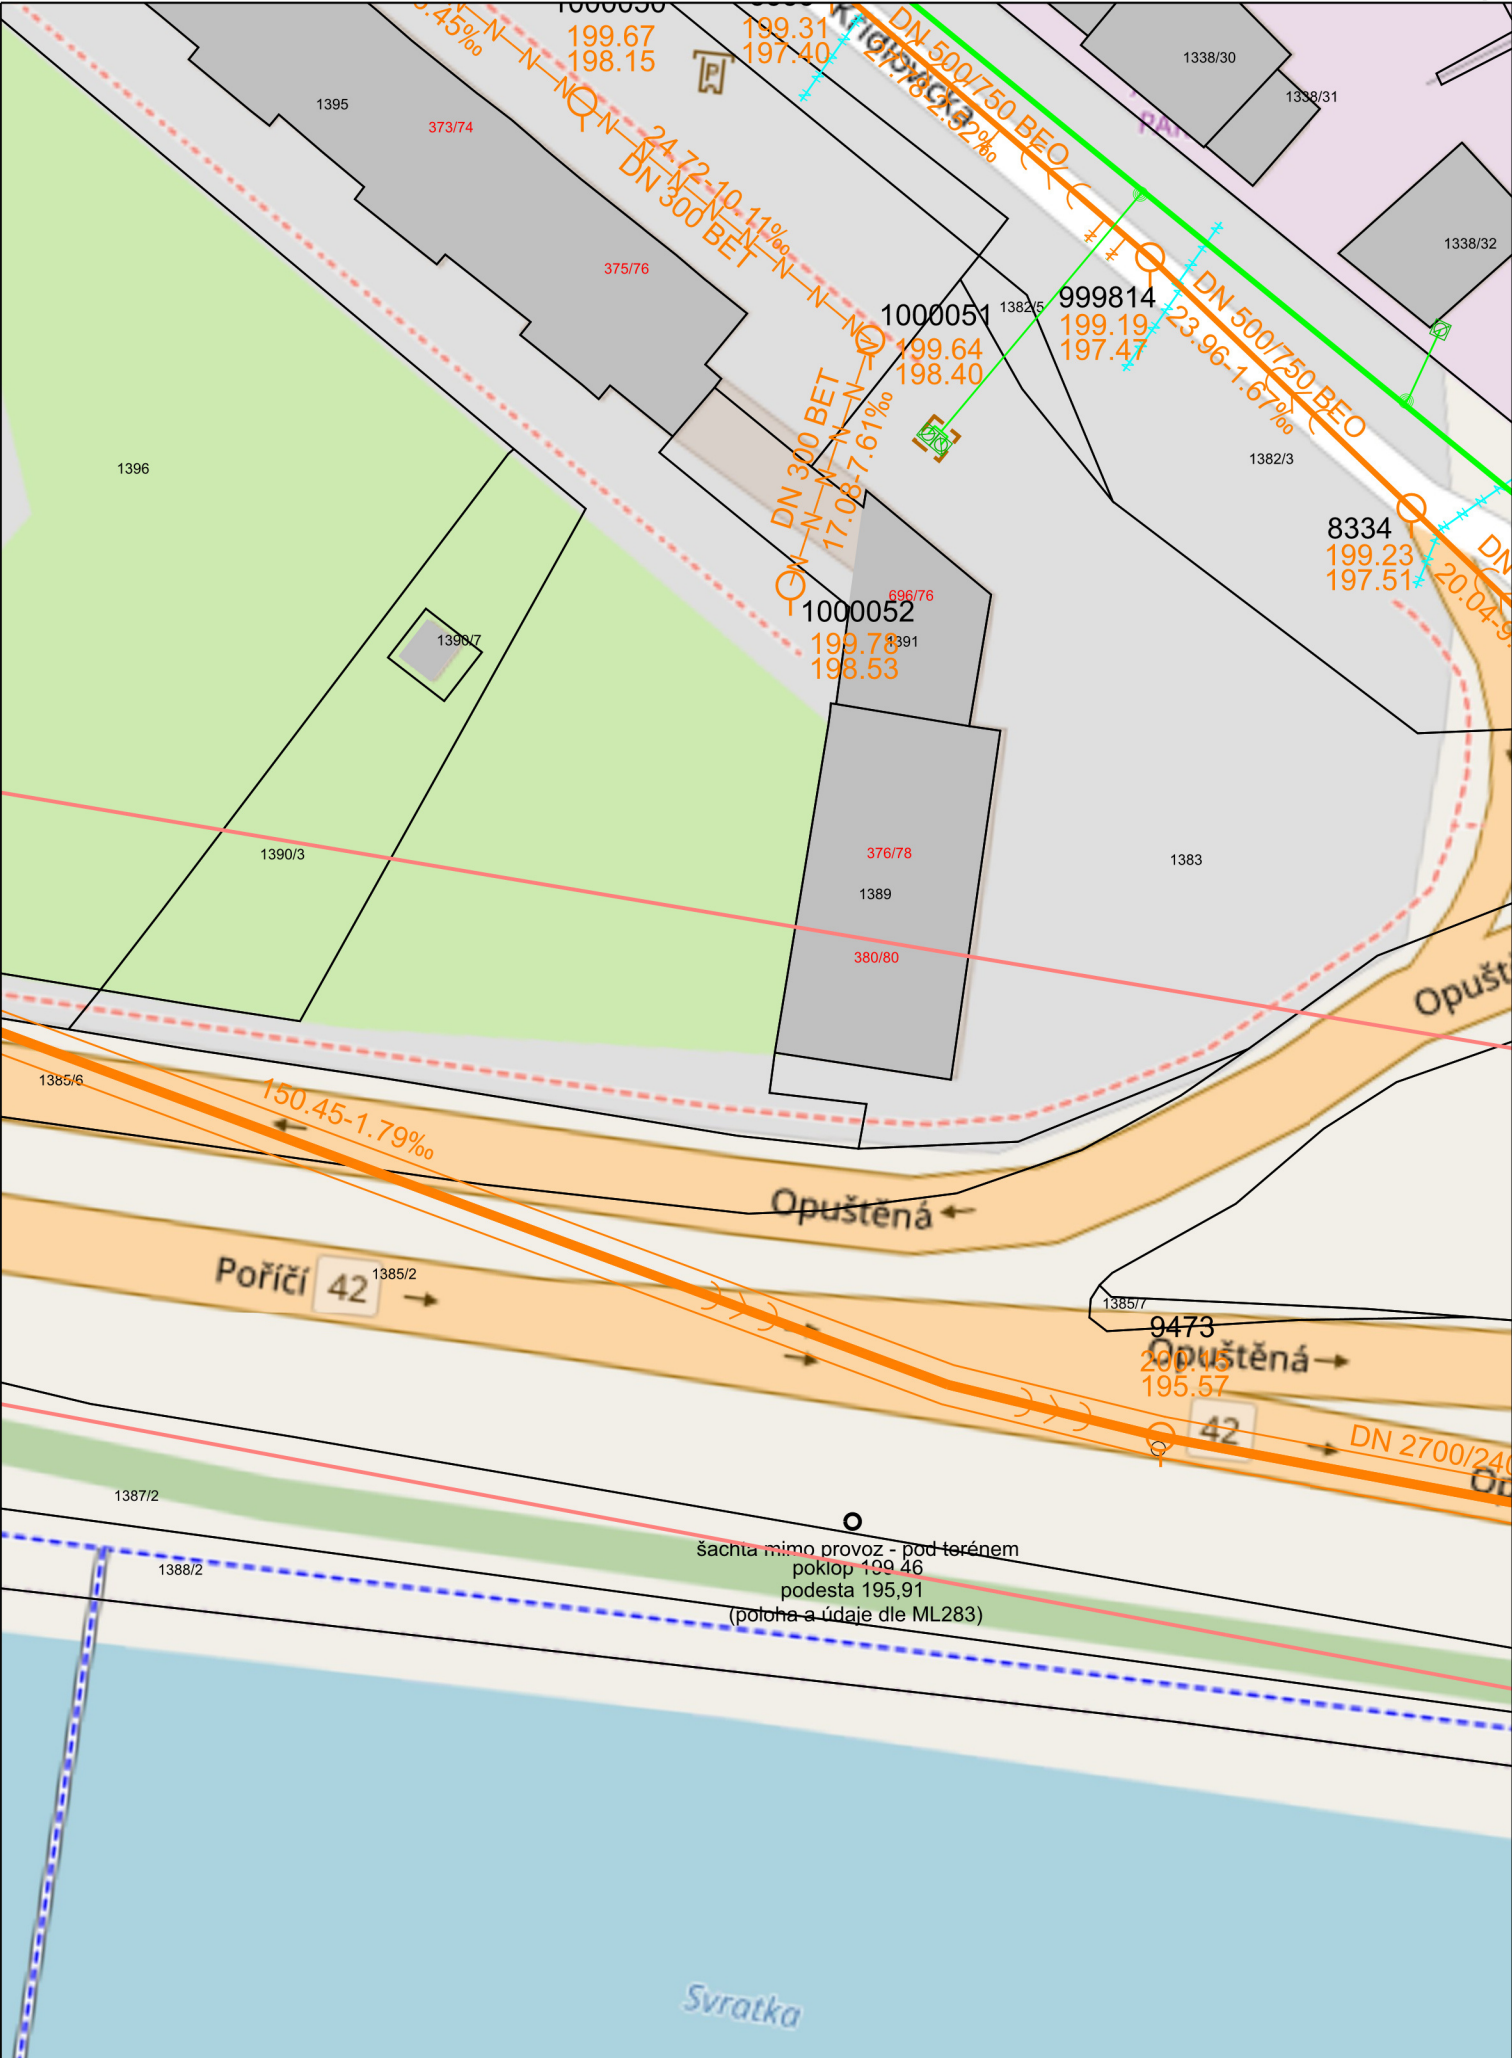 1000050
199.67
198.15
199.31
197.40
Křídlovická
DN 500/750 BEO
1338/30
1338/31
1395
373/74
P
24.72-10.11‰
DN 300 BET
375/76
1338/32
1382/5
999814
199.19
197.47
DN 500/750 BEO
23.96-1.67‰
1000051
199.64
198.40
DN 300 BET
17.08-7.61‰
1396
1382/3
8334
199.23
197.51
DN
696/76
1000052
199.78
198.53
1391
1390/7
376/78
1389
380/80
1390/3
1383
Opuště
1385/6
150.45-1.79‰
Opuštěná
Poříčí
42
1385/2
1385/7
9473
195.57
Opuštěná
42
DN 2700/240
Op
1387/2
šachta mimo provoz - pod terénem
poklop 199.46
podesta 195,91
(poloha a údaje dle ML283)
1388/2
Svratka